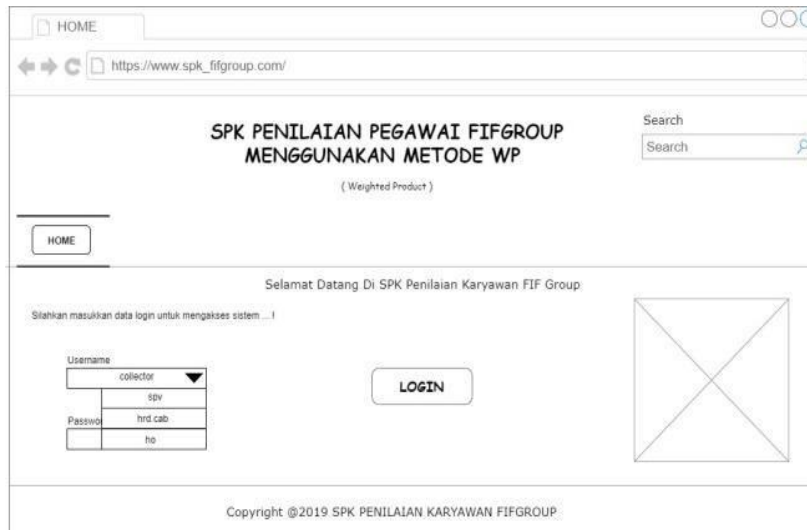 HOME
https://www.spk_fifgroup.com/
SPK PENILAIAN PEGAWAI FIFGROUP
MENGGUNAKAN METODE WP
( Weighted Product )
Search
Search
HOME
Selamat Datang Di SPK Penilaian Karyawan FIF Group
Silahkan masukkan data login untuk mengakses sistem ... !
Username
collector
spv
Passwo
hrd.cab
ho
LOGIN
Copyright @2019 SPK PENILAIAN KARYAWAN FIFGROUP